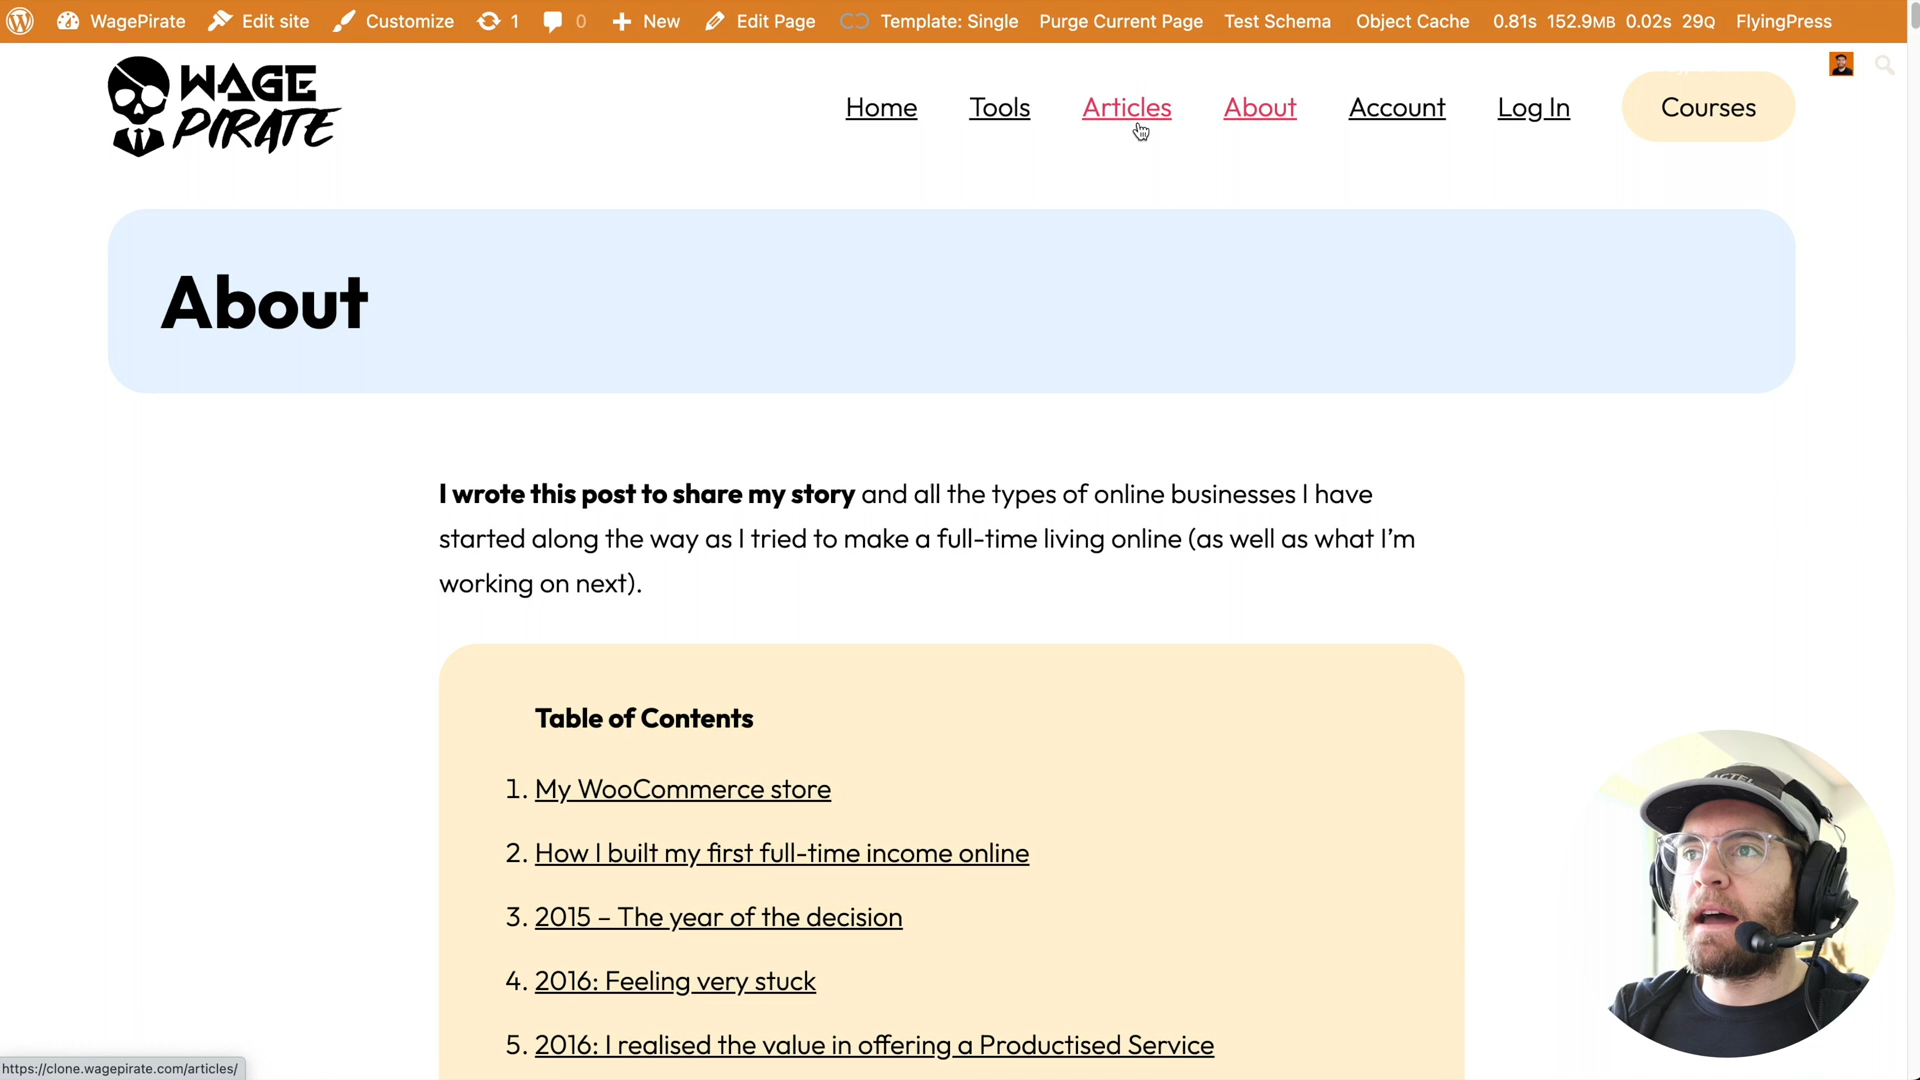 WagePirate Edit site Customize 1 0 New Edit Page Template: Single Purge Current Page Test Schema Object Cache 0.81s 152.9MB 0.02s 29Q FlyingPress
WAGE
PIRATE
Home Tools Articles About Account Log In Courses
About
I wrote this post to share my story and all the types of online businesses I have
started along the way as I tried to make a full-time living online (as well as what I'm
working on next).
Table of Contents
1. My WooCommerce store
2. How I built my first full-time income online
3. 2015 – The year of the decision
4. 2016: Feeling very stuck
5. 2016: I realised the value in offering a Productised Service
https://clone.wagepirate.com/articles/